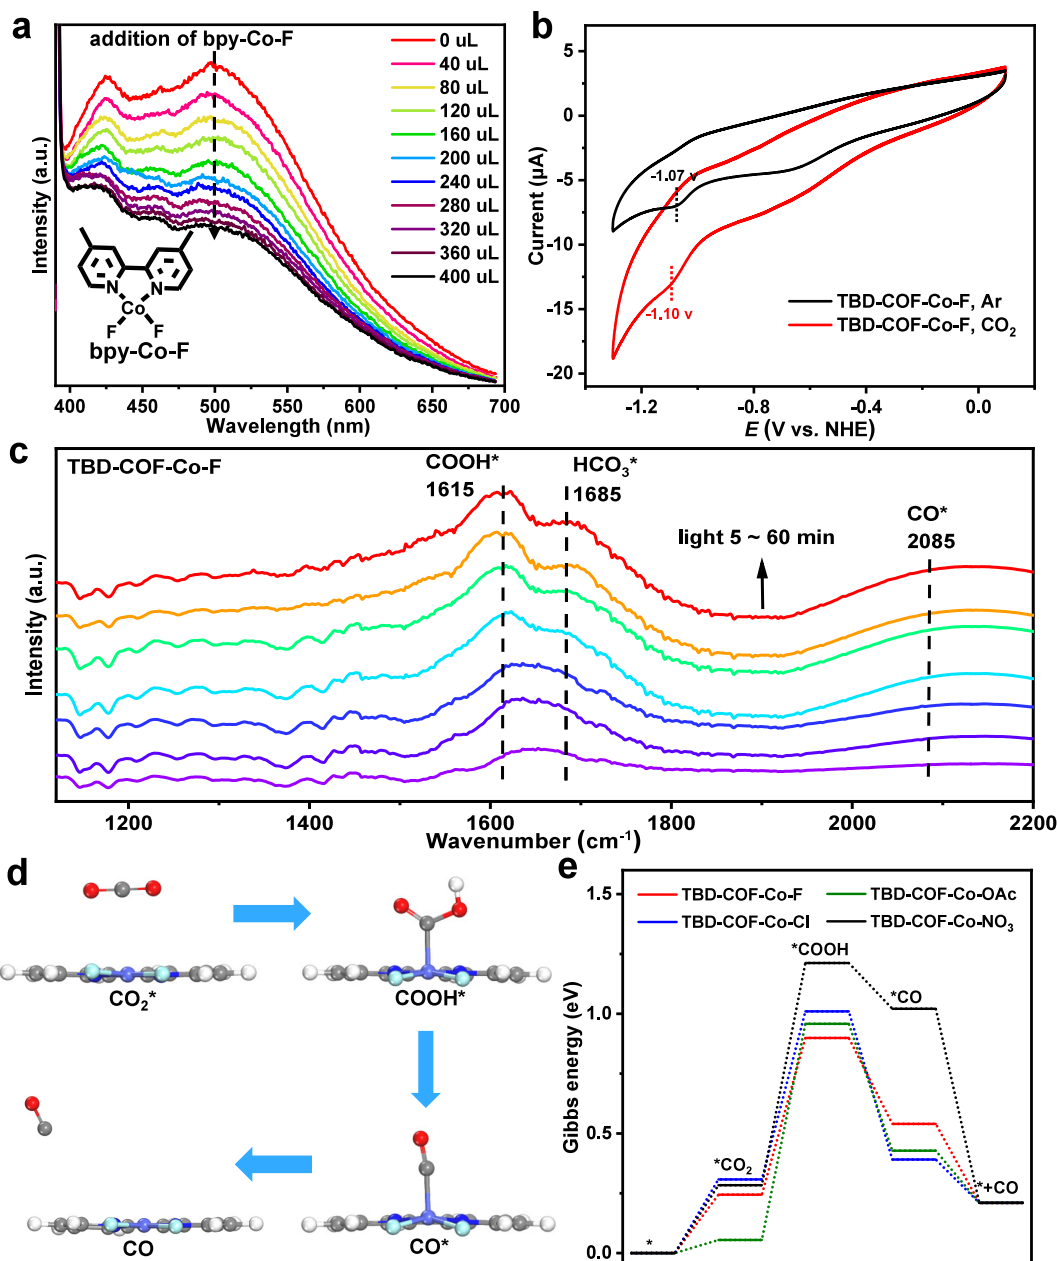 a
addition of bpy-Co-F
0 uL
40 uL
80 uL
120 uL
160 uL
200 uL
240 uL
280 uL
320 uL
360 uL
400 uL
N
N
Co
F
F
bpy-Co-F
Intensity (a.u.)
400 450 500 550 600 650 700
Wavelength (nm)
b
5
0
-5
-10
-15
-20
Current (μA)
-1.07 v
-1.10 v
TBD-COF-Co-F, Ar
TBD-COF-Co-F, CO₂
-1.2 -0.8 -0.4 0.0
E (V vs. NHE)
c
TBD-COF-Co-F
COOH*
1615
HCO₃*
1685
light 5 ~ 60 min
CO*
2085
Intensity (a.u.)
1200 1400 1600 1800 2000 2200
Wavenumber (cm⁻¹)
d
CO₂*
COOH*
CO
CO*
e
TBD-COF-Co-F
TBD-COF-Co-OAc
TBD-COF-Co-Cl
TBD-COF-Co-NO₃
1.5
1.0
0.5
0.0
Gibbs energy (eV)
*COOH
*CO
*CO₂
*+CO
*